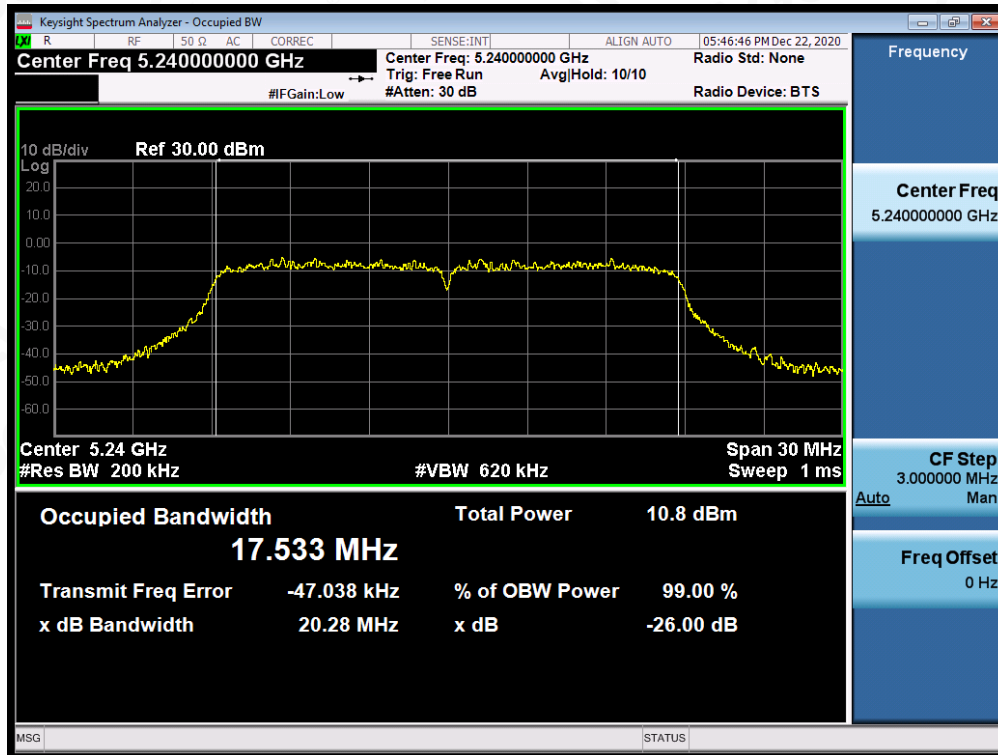 Keysight Spectrum Analyzer - Occupied BW
LXI R RF 50 Ω AC CORREC SENSE:INT ALIGN AUTO 05:46:46 PM Dec 22, 2020
Center Freq 5.240000000 GHz
Center Freq: 5.240000000 GHz Radio Std: None
Trig: Free Run Avg|Hold: 10/10
#IFGain:Low #Atten: 30 dB Radio Device: BTS
10 dB/div Ref 30.00 dBm
Log
20.0
10.0
0.00
-10.0
-20.0
-30.0
-40.0
-50.0
-60.0
Center 5.24 GHz Span 30 MHz
#Res BW 200 kHz #VBW 620 kHz Sweep 1 ms
Occupied Bandwidth Total Power 10.8 dBm
17.533 MHz
Transmit Freq Error -47.038 kHz % of OBW Power 99.00 %
x dB Bandwidth 20.28 MHz x dB -26.00 dB
MSG STATUS
Frequency
Center Freq
5.240000000 GHz
CF Step
3.000000 MHz
Auto Man
Freq Offset
0 Hz